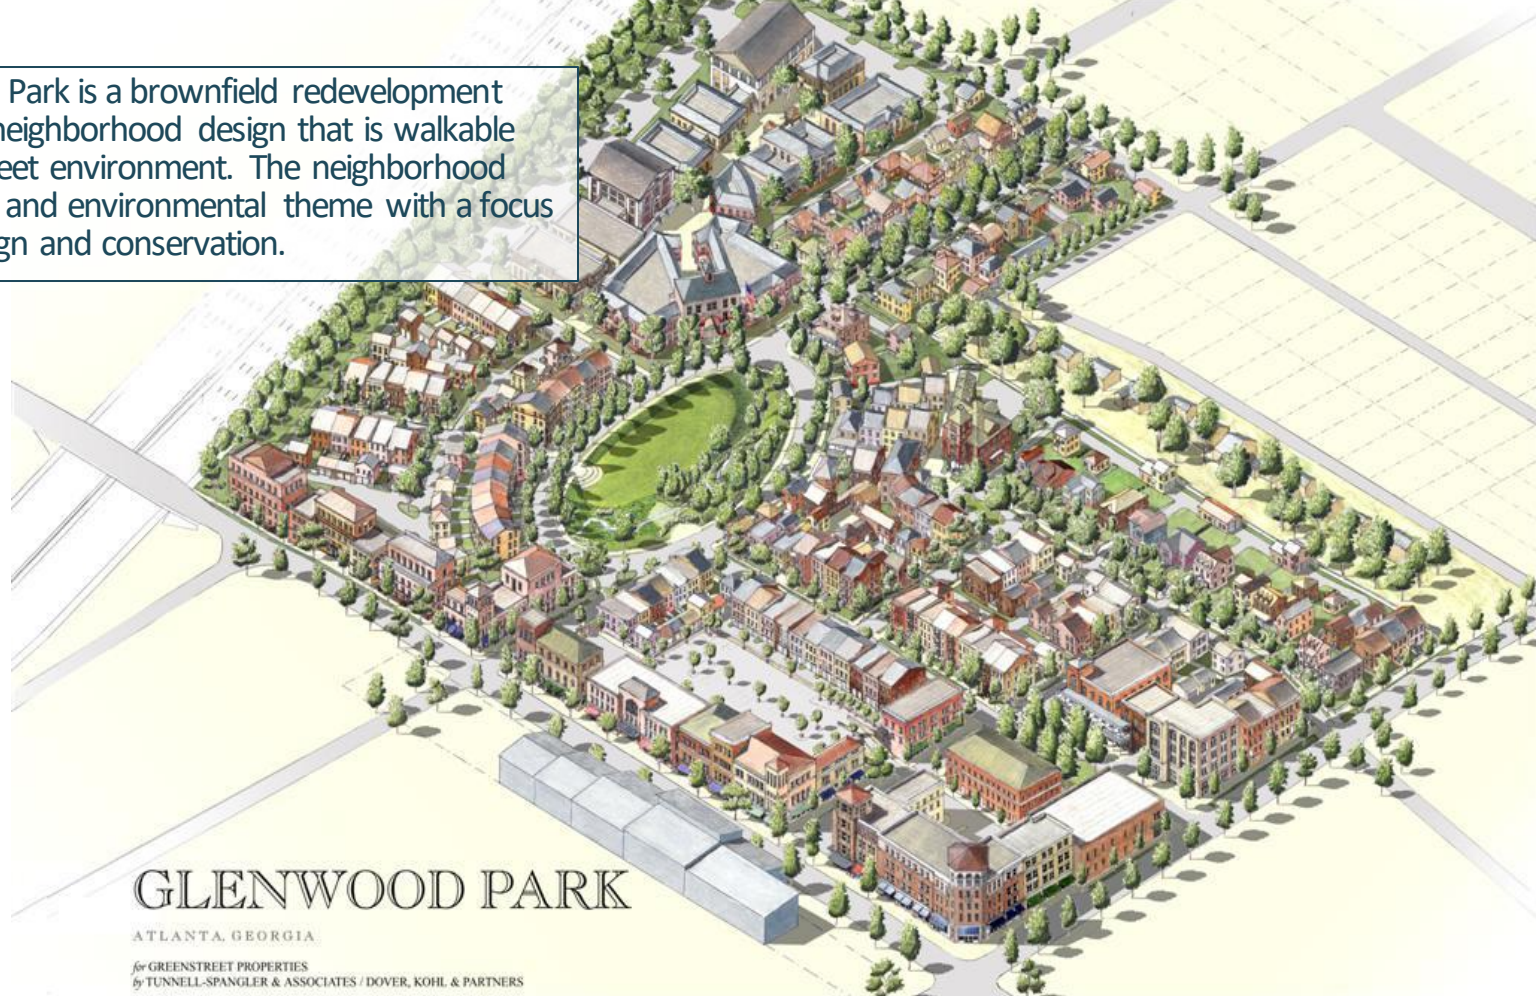 Park is a brownfield redevelopment
neighborhood design that is walkable
eet environment. The neighborhood
and environmental theme with a focus
gn and conservation.
GLENWOOD PARK
ATLANTA, GEORGIA
for GREENSTREET PROPERTIES
by TUNNELL-SPANGLER & ASSOCIATES / DOVER, KOHL & PARTNERS